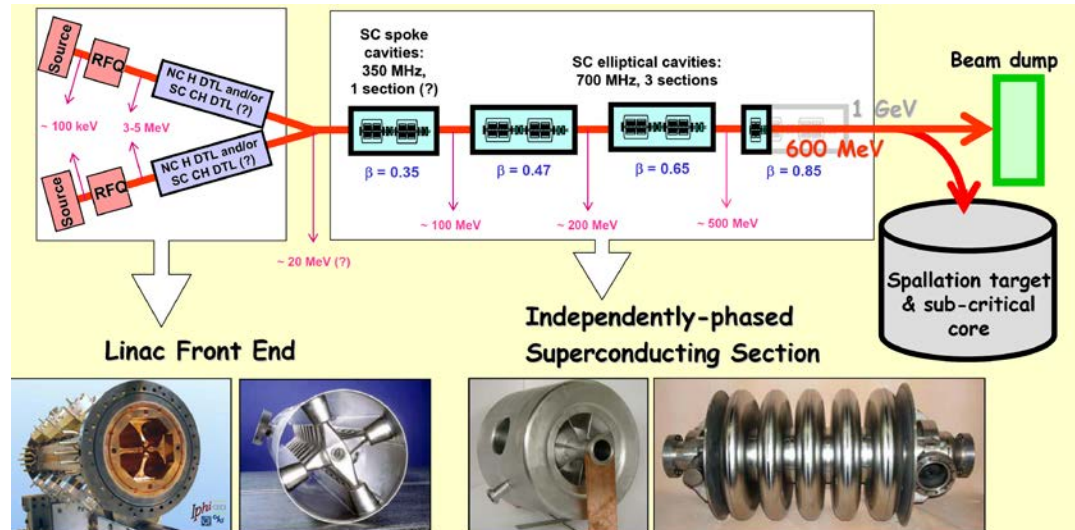 Source
RFQ
NC H DTL and/or
SC CH DTL (?)
~ 100 keV
3-5 MeV
NC H DTL and/or
SC CH DTL (?)
RFQ
Source
~ 20 MeV (?)
SC spoke
cavities:
350 MHz,
1 section (?)
SC elliptical cavities:
700 MHz, 3 sections
β = 0.35
β = 0.47
β = 0.65
β = 0.85
~ 100 MeV
~ 200 MeV
~ 500 MeV
1 GeV
600 MeV
Beam dump
Spallation target
& sub-critical
core
Linac Front End
Independently-phased
Superconducting Section
Iphi